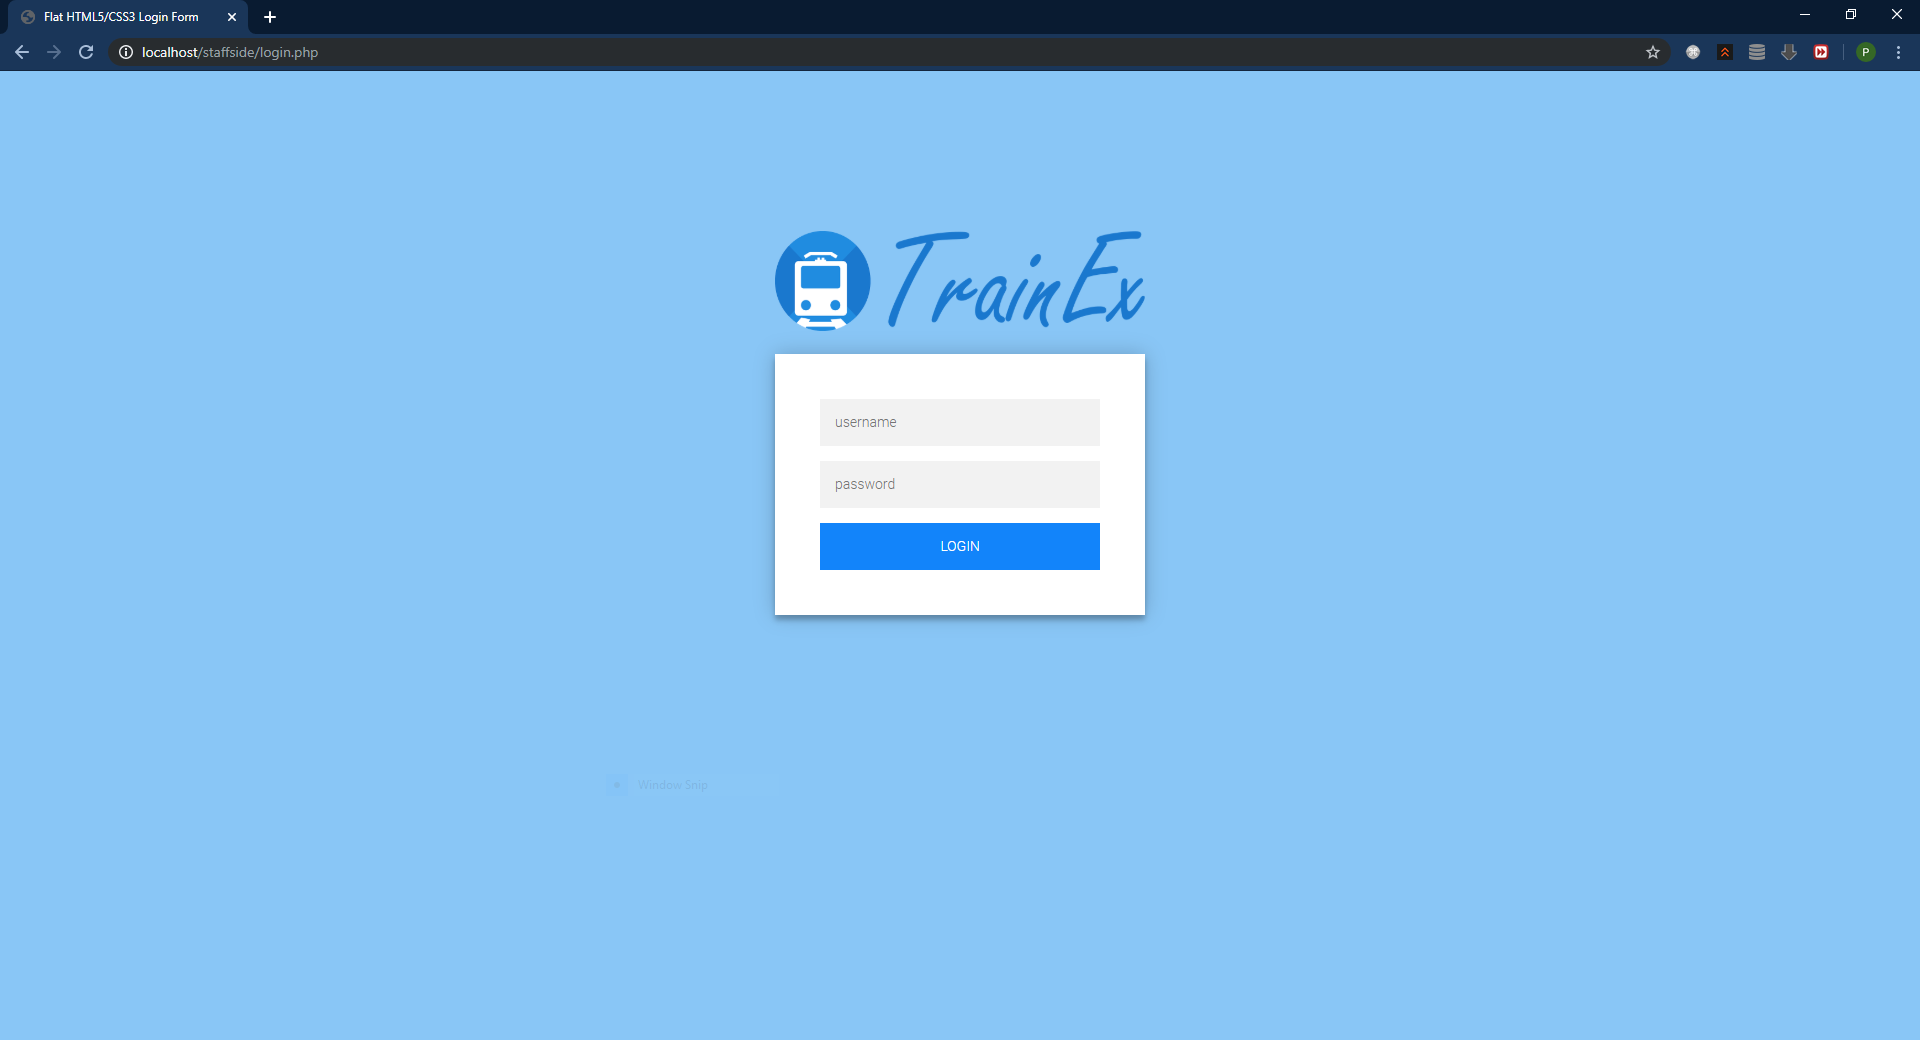 Flat HTML5/CSS3 Login Form
localhost/staffside/login.php
P
TrainEx
username
password
LOGIN
Window Snip